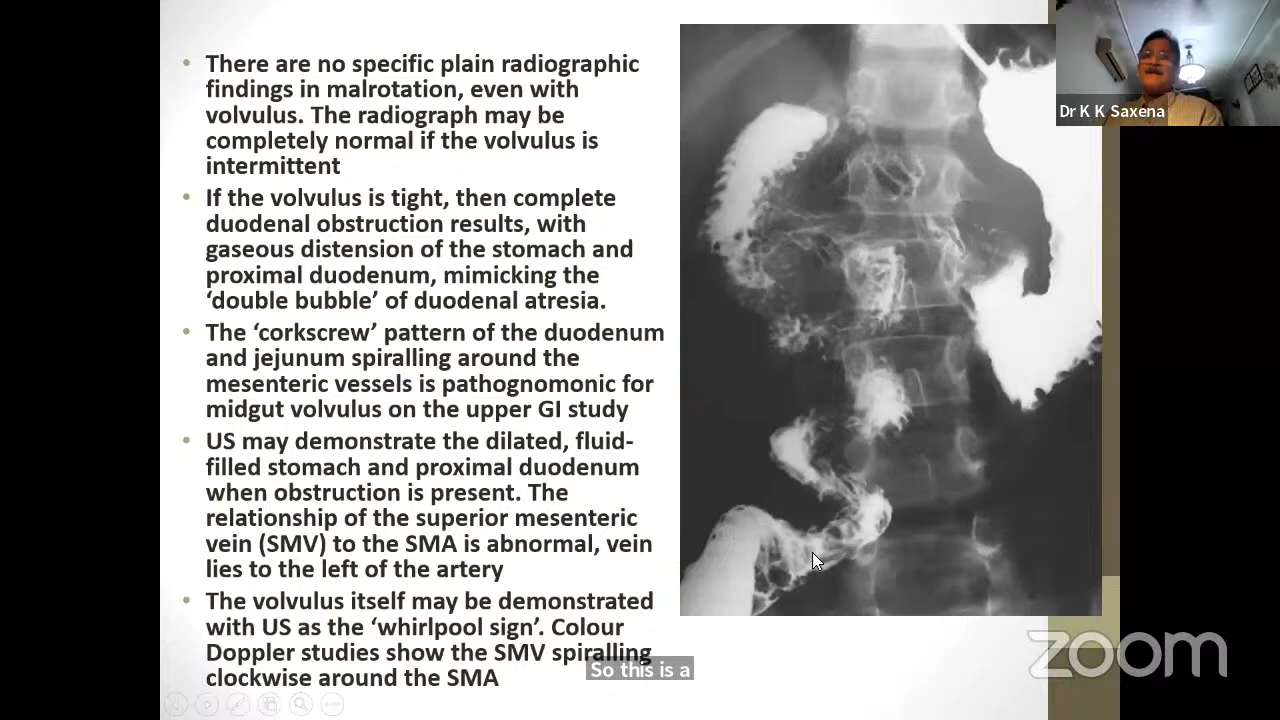 There are no specific plain radiographic
findings in malrotation, even with
volvulus. The radiograph may be
completely normal if the volvulus is
intermittent
If the volvulus is tight, then complete
duodenal obstruction results, with
gaseous distension of the stomach and
proximal duodenum, mimicking the
‘double bubble’ of duodenal atresia.
The ‘corkscrew’ pattern of the duodenum
and jejunum spiralling around the
mesenteric vessels is pathognomonic for
midgut volvulus on the upper GI study
US may demonstrate the dilated, fluid-
filled stomach and proximal duodenum
when obstruction is present. The
relationship of the superior mesenteric
vein (SMV) to the SMA is abnormal, vein
lies to the left of the artery
The volvulus itself may be demonstrated
with US as the ‘whirlpool sign’. Colour
Doppler studies show the SMV spiralling
clockwise around the SMA
Dr K K Saxena
So this is a
zoom